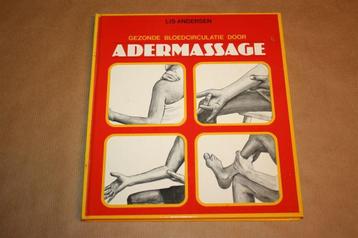 LIS ANDERSEN
GEZONDE BLOEDCIRCULATIE DOOR
ADERMASSAGE